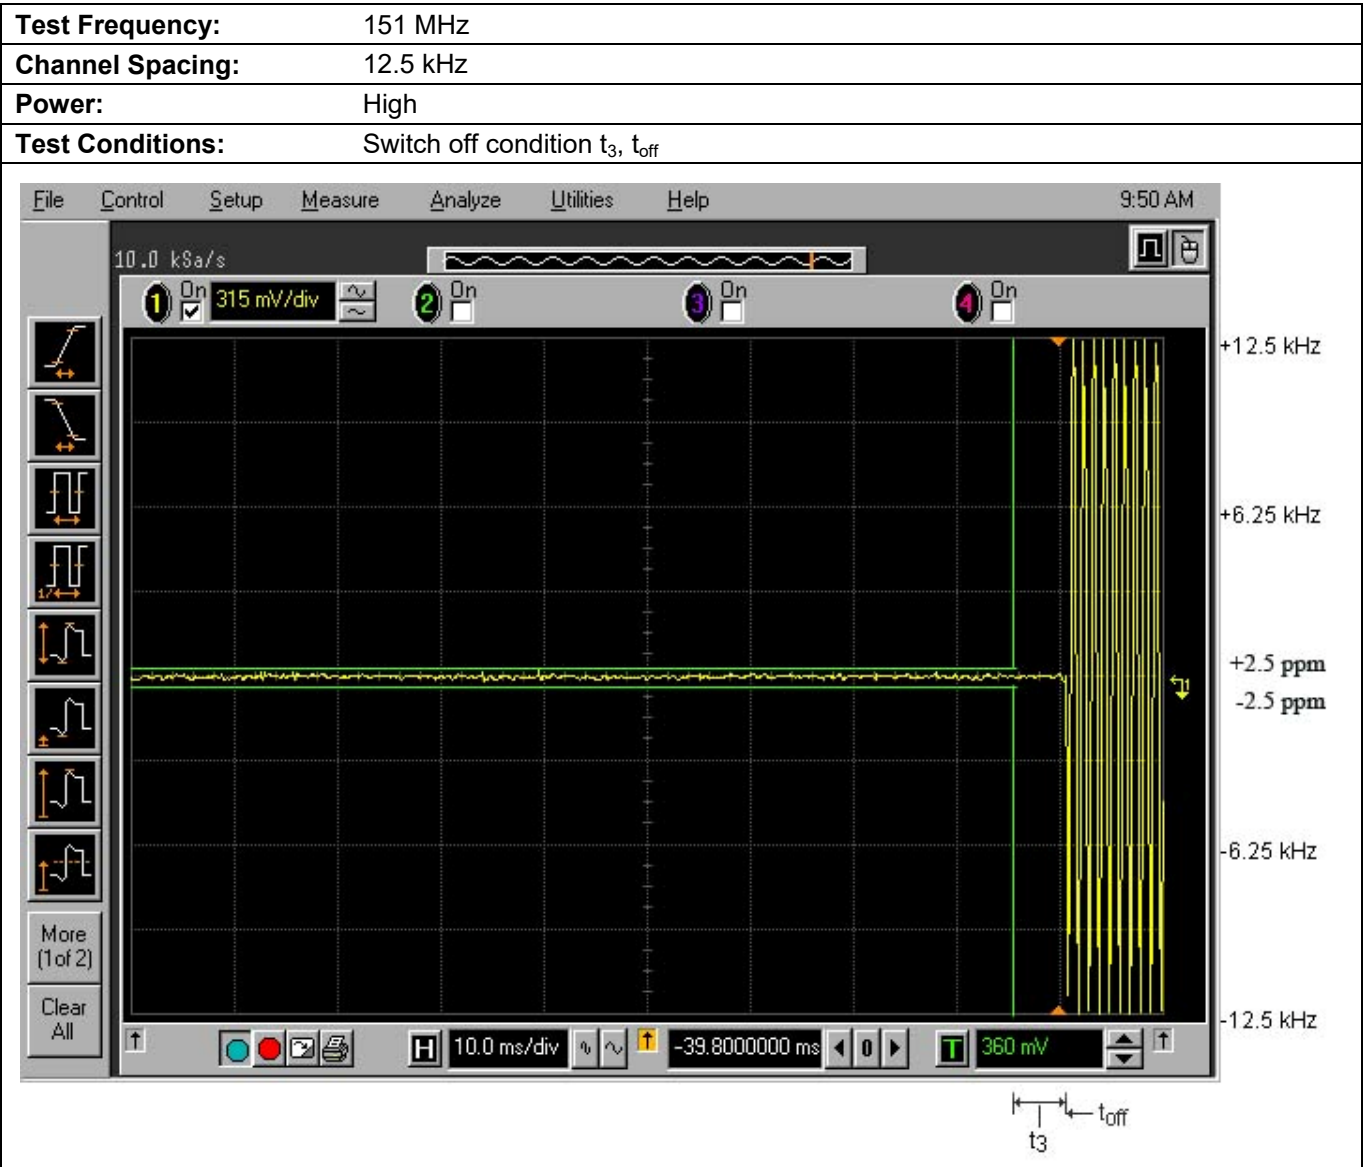 Test Frequency: 151 MHz
Channel Spacing: 12.5 kHz
Power: High
Test Conditions: Switch off condition t3, toff
File Control Setup Measure Analyze Utilities Help 9:50 AM
10.0 kSa/s
1 On 315 mV/div 2 On 3 On 4 On
+12.5 kHz
+6.25 kHz
+2.5 ppm
-2.5 ppm
-6.25 kHz
-12.5 kHz
1/
More
(1of 2)
Clear
All
H 10.0 ms/div -39.8000000 ms 0 T 360 mV
toff
t3